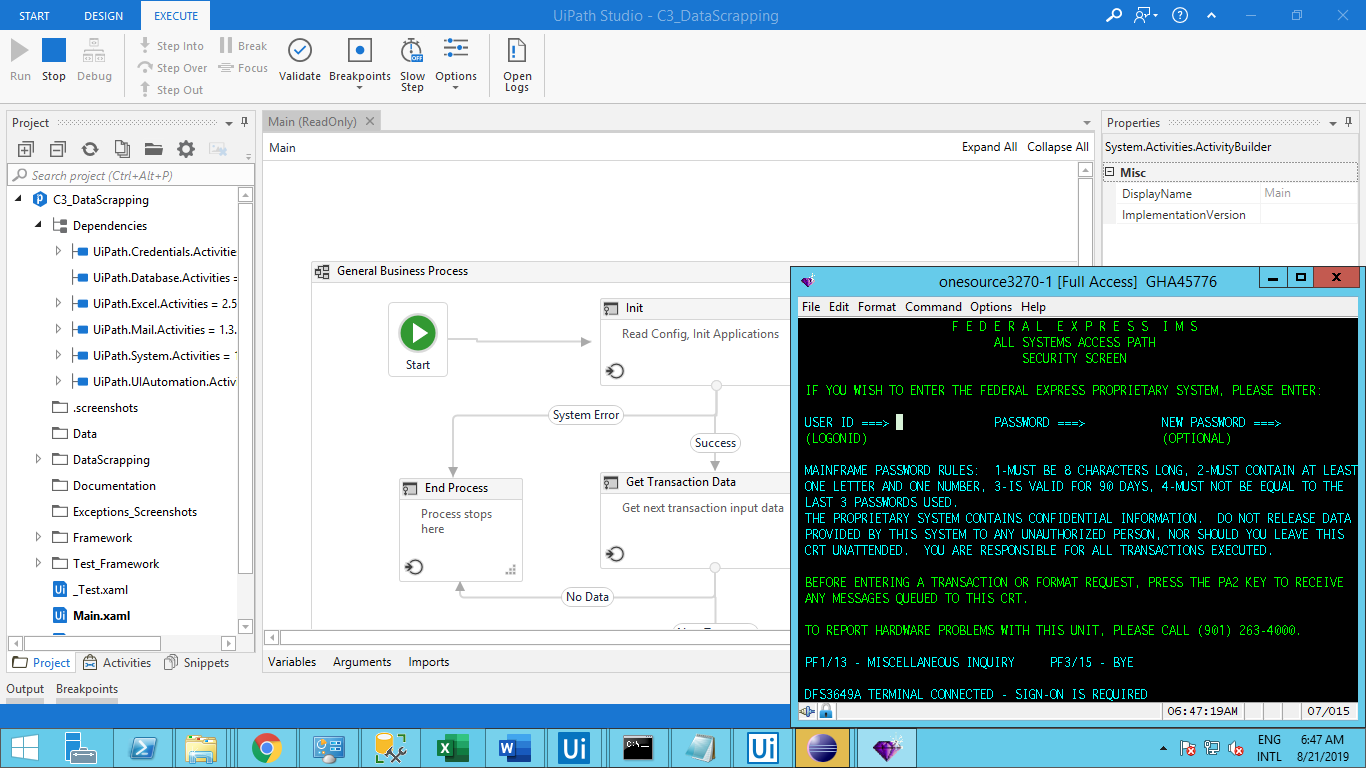 START DESIGN EXECUTE UiPath Studio - C3_DataScrapping
Run Stop Debug
Step Into
Step Over
Step Out
Break
Focus
Validate
Breakpoints
OFF
Slow
Step
Options
Open
Logs
Project
Search project (Ctrl+Alt+P)
C3_DataScrapping
Dependencies
UiPath.Credentials.Activitie
UiPath.Database.Activities =
UiPath.Excel.Activities = 2.5
UiPath.Mail.Activities = 1.3.
UiPath.System.Activities = 1
UiPath.UIAutomation.Activ
.screenshots
Data
DataScrapping
Documentation
Exceptions_Screenshots
Framework
Test_Framework
Ui _Test.xaml
Ui Main.xaml
Project Activities Snippets
Output Breakpoints
Main (ReadOnly)
Main Expand All Collapse All
General Business Process
Start
Init
Read Config, Init Applications
System Error
Success
End Process
Process stops
here
Get Transaction Data
Get next transaction input data
No Data
Variables Arguments Imports
Properties
System.Activities.ActivityBuilder
Misc
DisplayName Main
ImplementationVersion
onesource3270-1 [Full Access] GHA45776
File Edit Format Command Options Help
F E D E R A L E X P R E S S I M S
ALL SYSTEMS ACCESS PATH
SECURITY SCREEN
IF YOU WISH TO ENTER THE FEDERAL EXPRESS PROPRIETARY SYSTEM, PLEASE ENTER:
USER ID ===> PASSWORD ===> NEW PASSWORD ===>
(LOGONID) (OPTIONAL)
MAINFRAME PASSWORD RULES: 1-MUST BE 8 CHARACTERS LONG, 2-MUST CONTAIN AT LEAST
ONE LETTER AND ONE NUMBER, 3-IS VALID FOR 90 DAYS, 4-MUST NOT BE EQUAL TO THE
LAST 3 PASSWORDS USED.
THE PROPRIETARY SYSTEM CONTAINS CONFIDENTIAL INFORMATION. DO NOT RELEASE DATA
PROVIDED BY THIS SYSTEM TO ANY UNAUTHORIZED PERSON, NOR SHOULD YOU LEAVE THIS
CRT UNATTENDED. YOU ARE RESPONSIBLE FOR ALL TRANSACTIONS EXECUTED.
BEFORE ENTERING A TRANSACTION OR FORMAT REQUEST, PRESS THE PA2 KEY TO RECEIVE
ANY MESSAGES QUEUED TO THIS CRT.
TO REPORT HARDWARE PROBLEMS WITH THIS UNIT, PLEASE CALL (901) 263-4000.
PF1/13 - MISCELLANEOUS INQUIRY PF3/15 - BYE
DFS3649A TERMINAL CONNECTED - SIGN-ON IS REQUIRED
06:47:19AM 07/015
Ui Ui
ENG
INTL
6:47 AM
8/21/2019